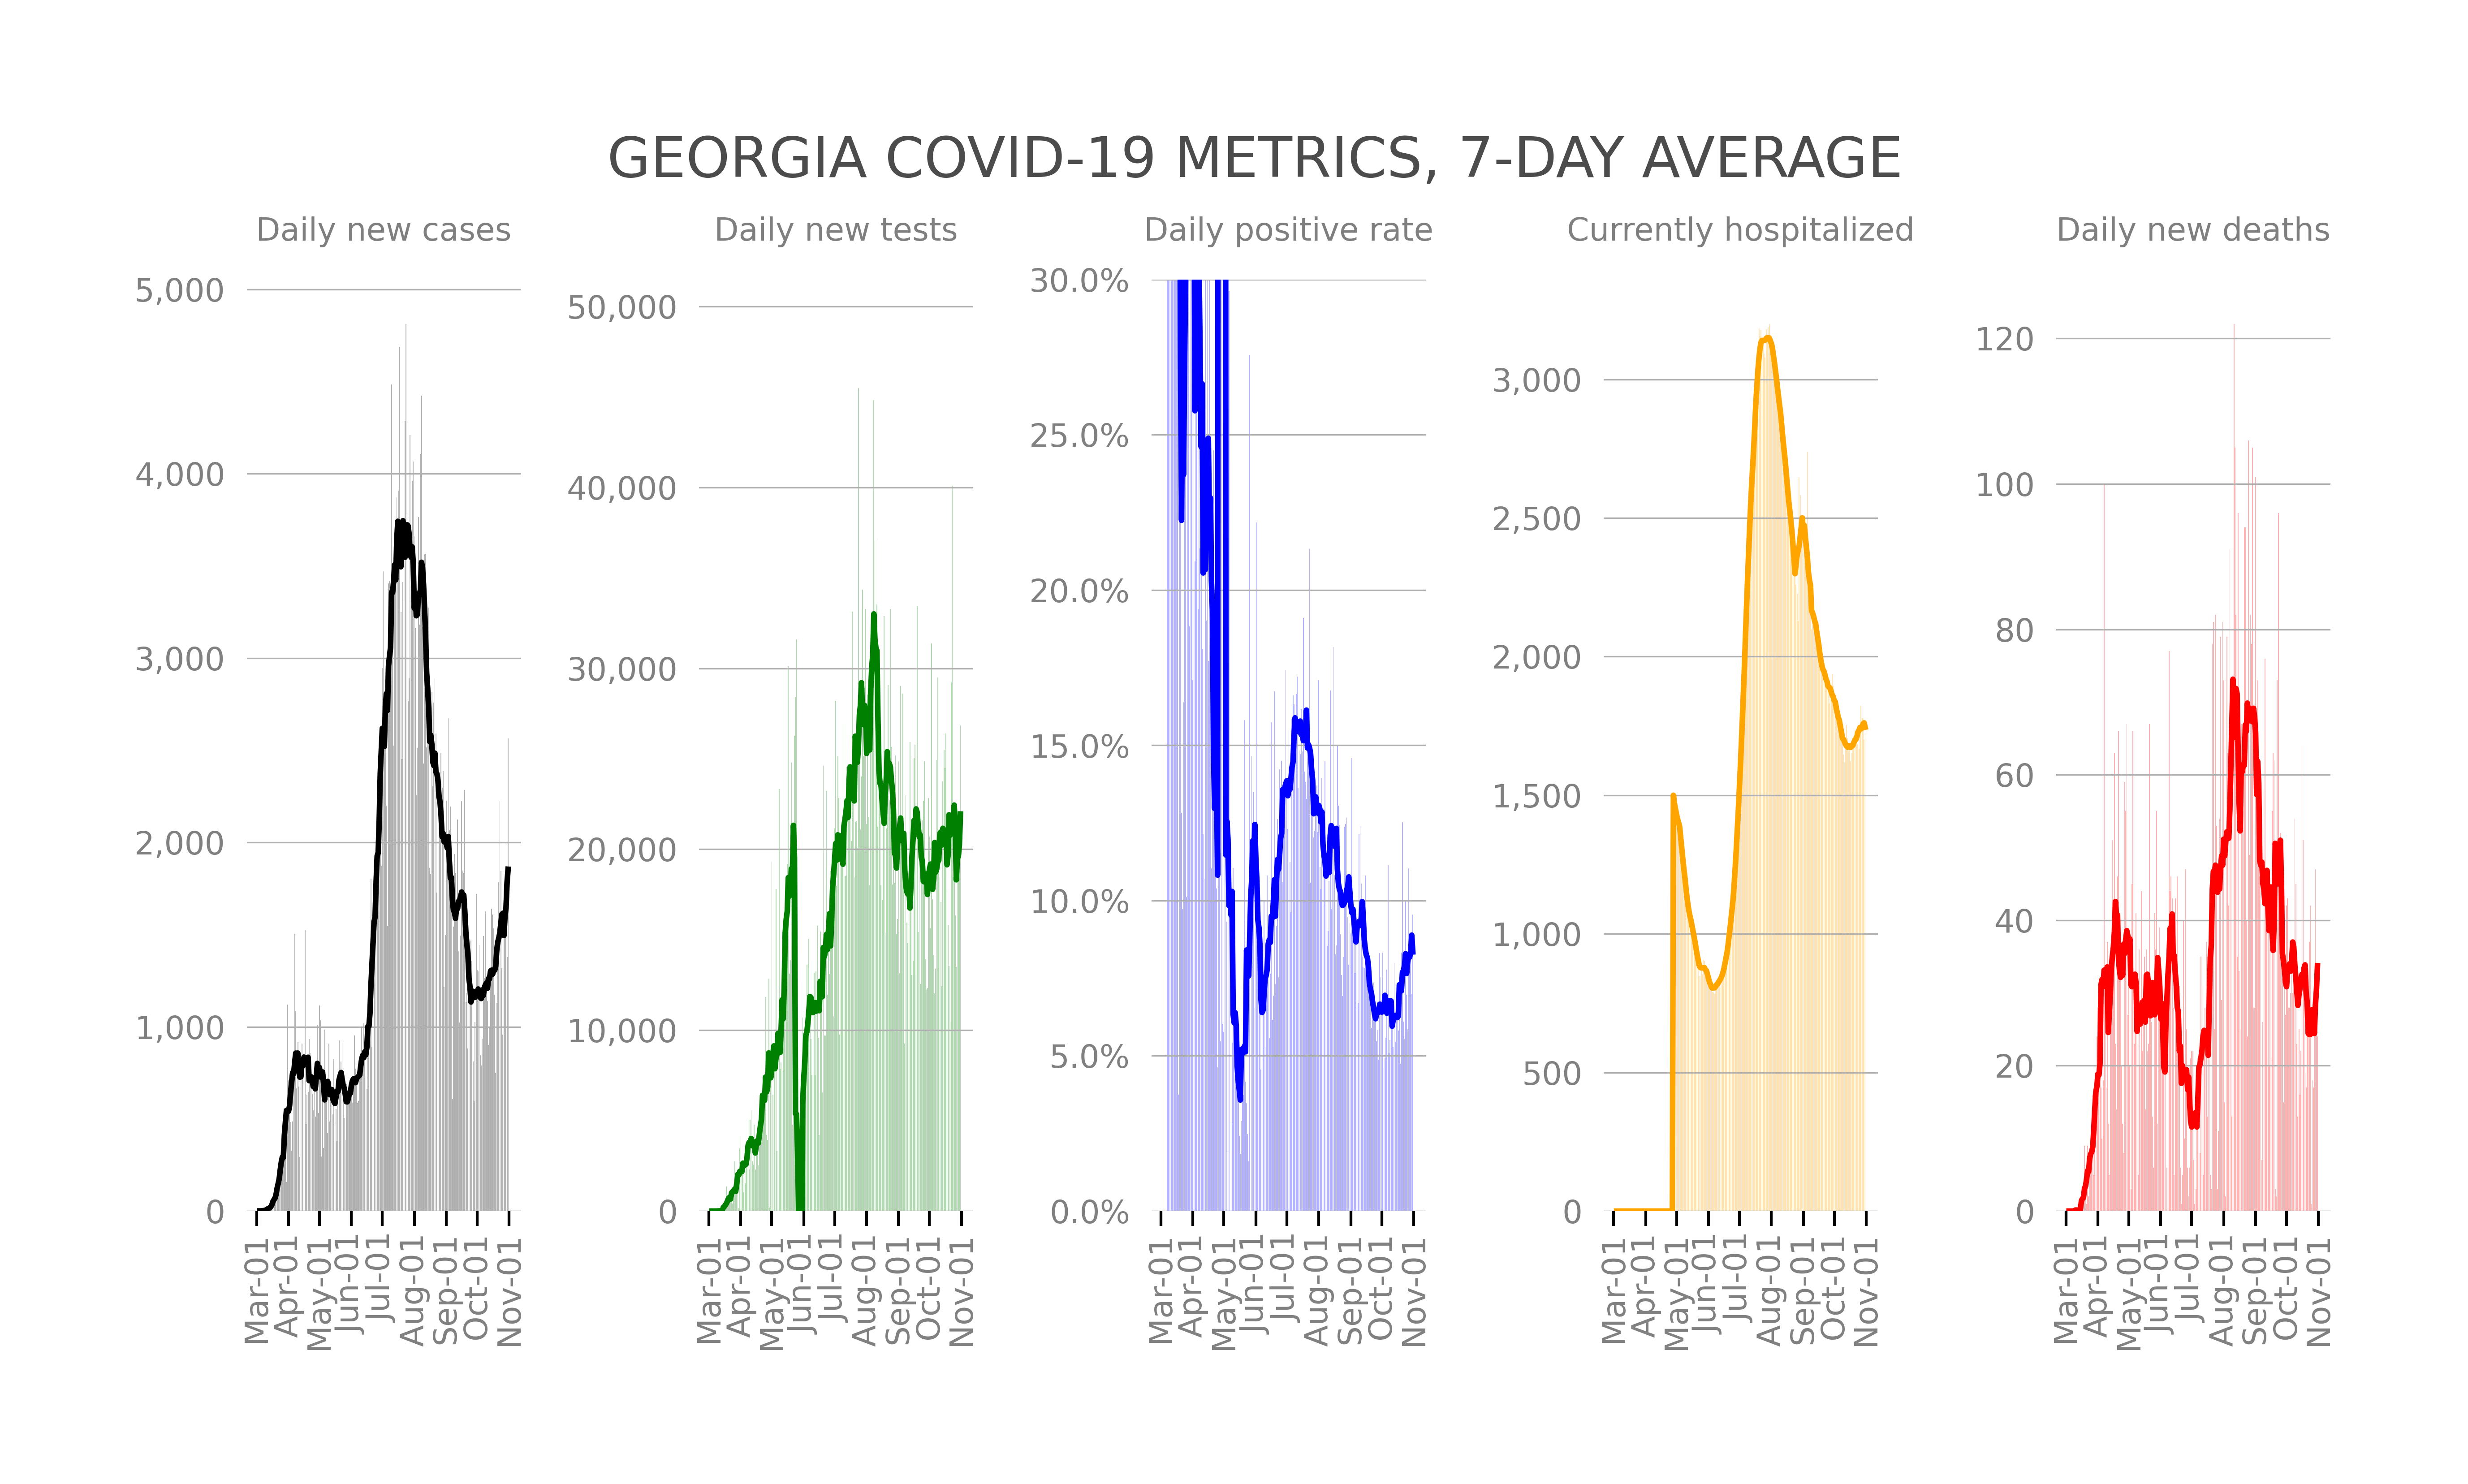 GEORGIA COVID-19 METRICS, 7-DAY AVERAGE
Daily new cases
5,000
4,000
3,000
2,000
1,000
0
Mar-01
Apr-01
May-01
Jun-01
Jul-01
Aug-01
Sep-01
Oct-01
Nov-01
Daily new tests
50,000
40,000
30,000
20,000
10,000
0
Mar-01
Apr-01
May-01
Jun-01
Jul-01
Aug-01
Sep-01
Oct-01
Nov-01
Daily positive rate
30.0%
25.0%
20.0%
15.0%
10.0%
5.0%
0.0%
Mar-01
Apr-01
May-01
Jun-01
Jul-01
Aug-01
Sep-01
Oct-01
Nov-01
Currently hospitalized
3,000
2,500
2,000
1,500
1,000
500
0
Mar-01
Apr-01
May-01
Jun-01
Jul-01
Aug-01
Sep-01
Oct-01
Nov-01
Daily new deaths
120
100
80
60
40
20
0
Mar-01
Apr-01
May-01
Jun-01
Jul-01
Aug-01
Sep-01
Oct-01
Nov-01